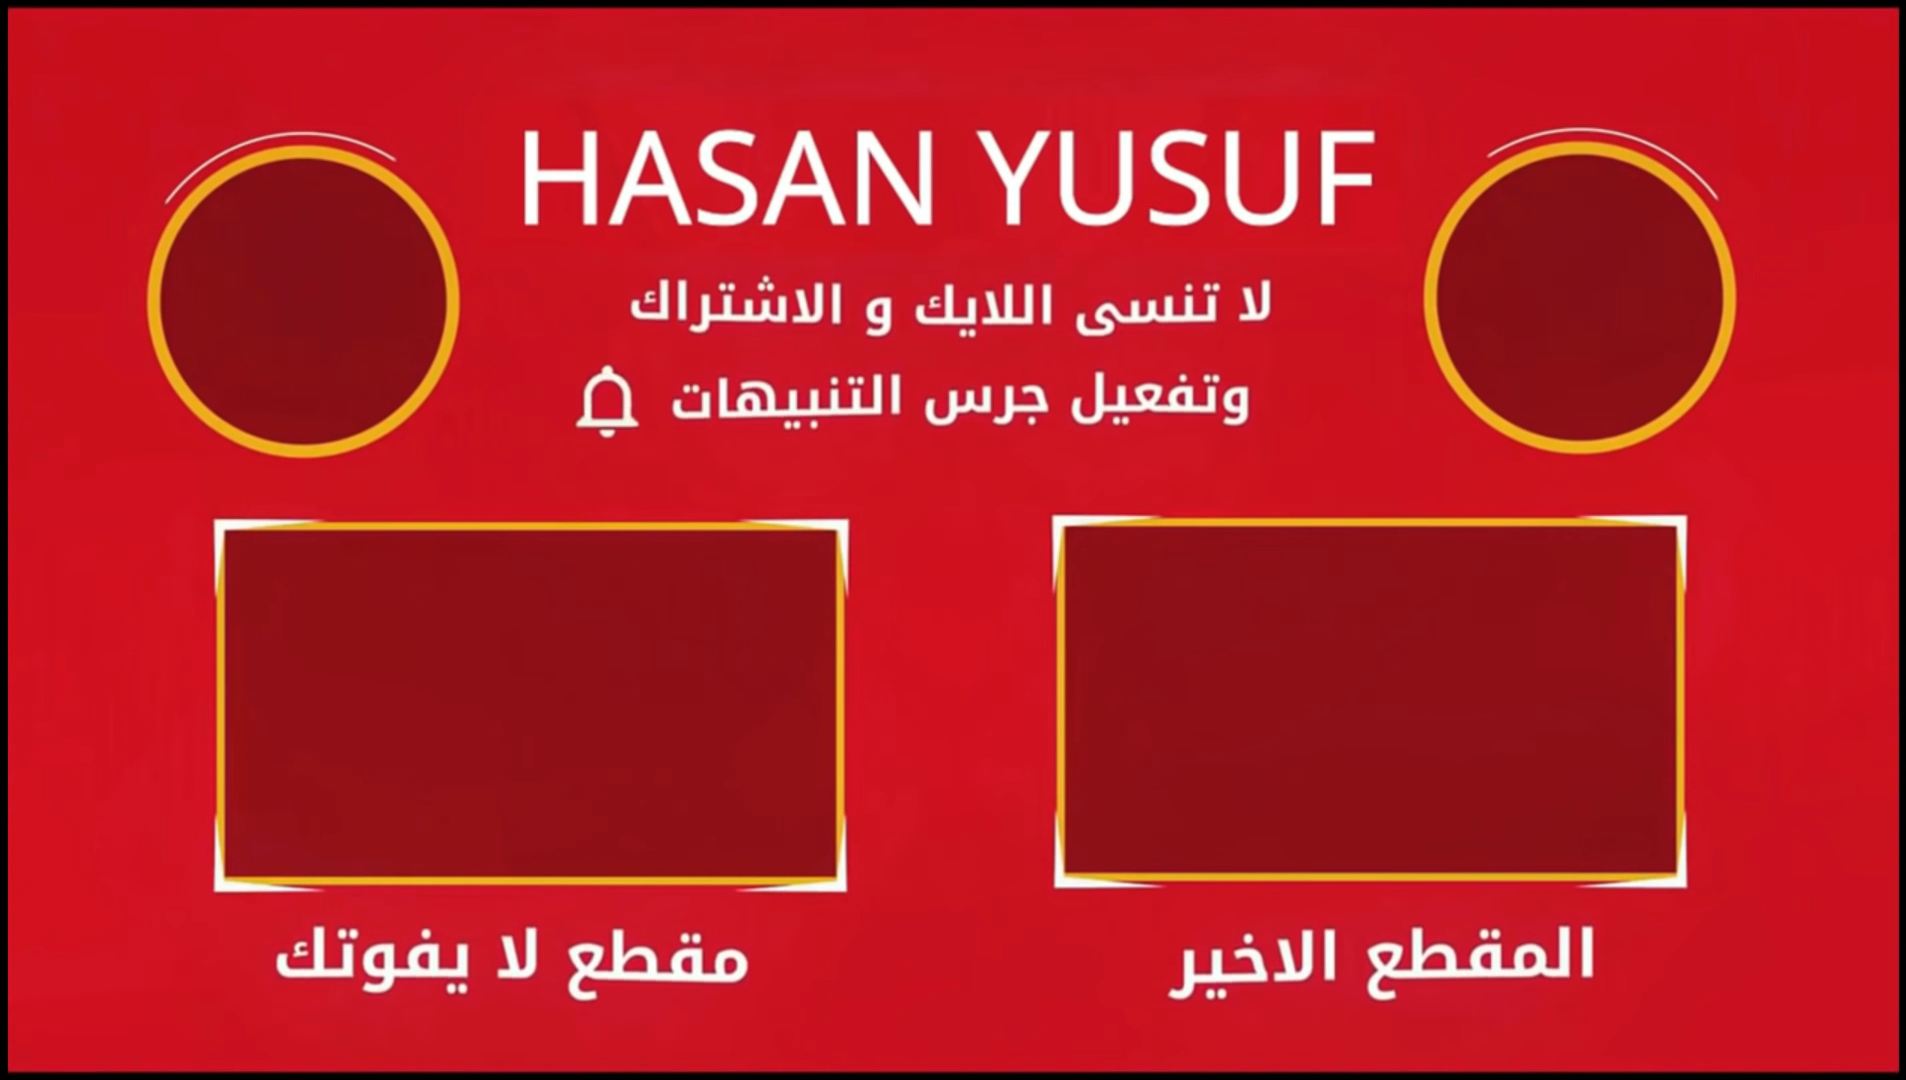 HASAN YUSUF
لا تنسى اللايك و الاشتراك
وتفعيل جرس التنبيهات
المقطع الاخير
مقطع لا يفوتك